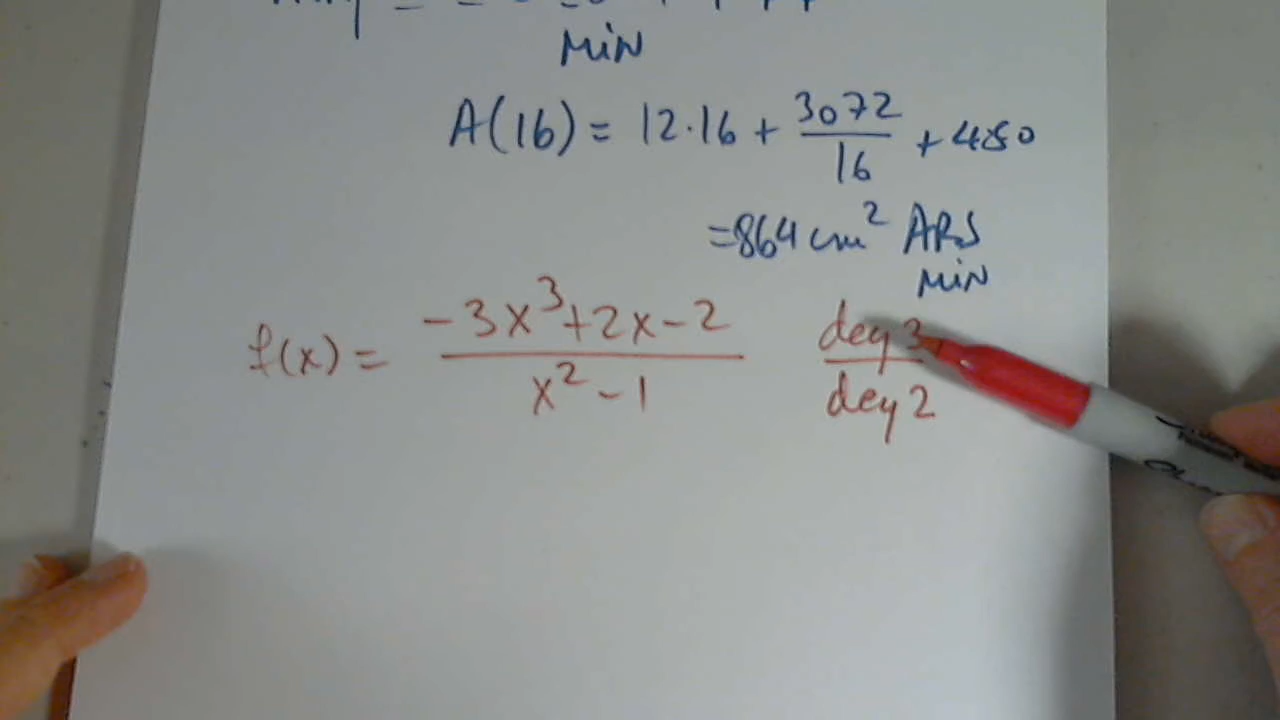 MiN
A(16) = 12·16 + 3072/16 + 480
= 864 cm² ABS
MiN
f(x) = (-3x³+2x-2)/(x²-1) deg 3/deg 2